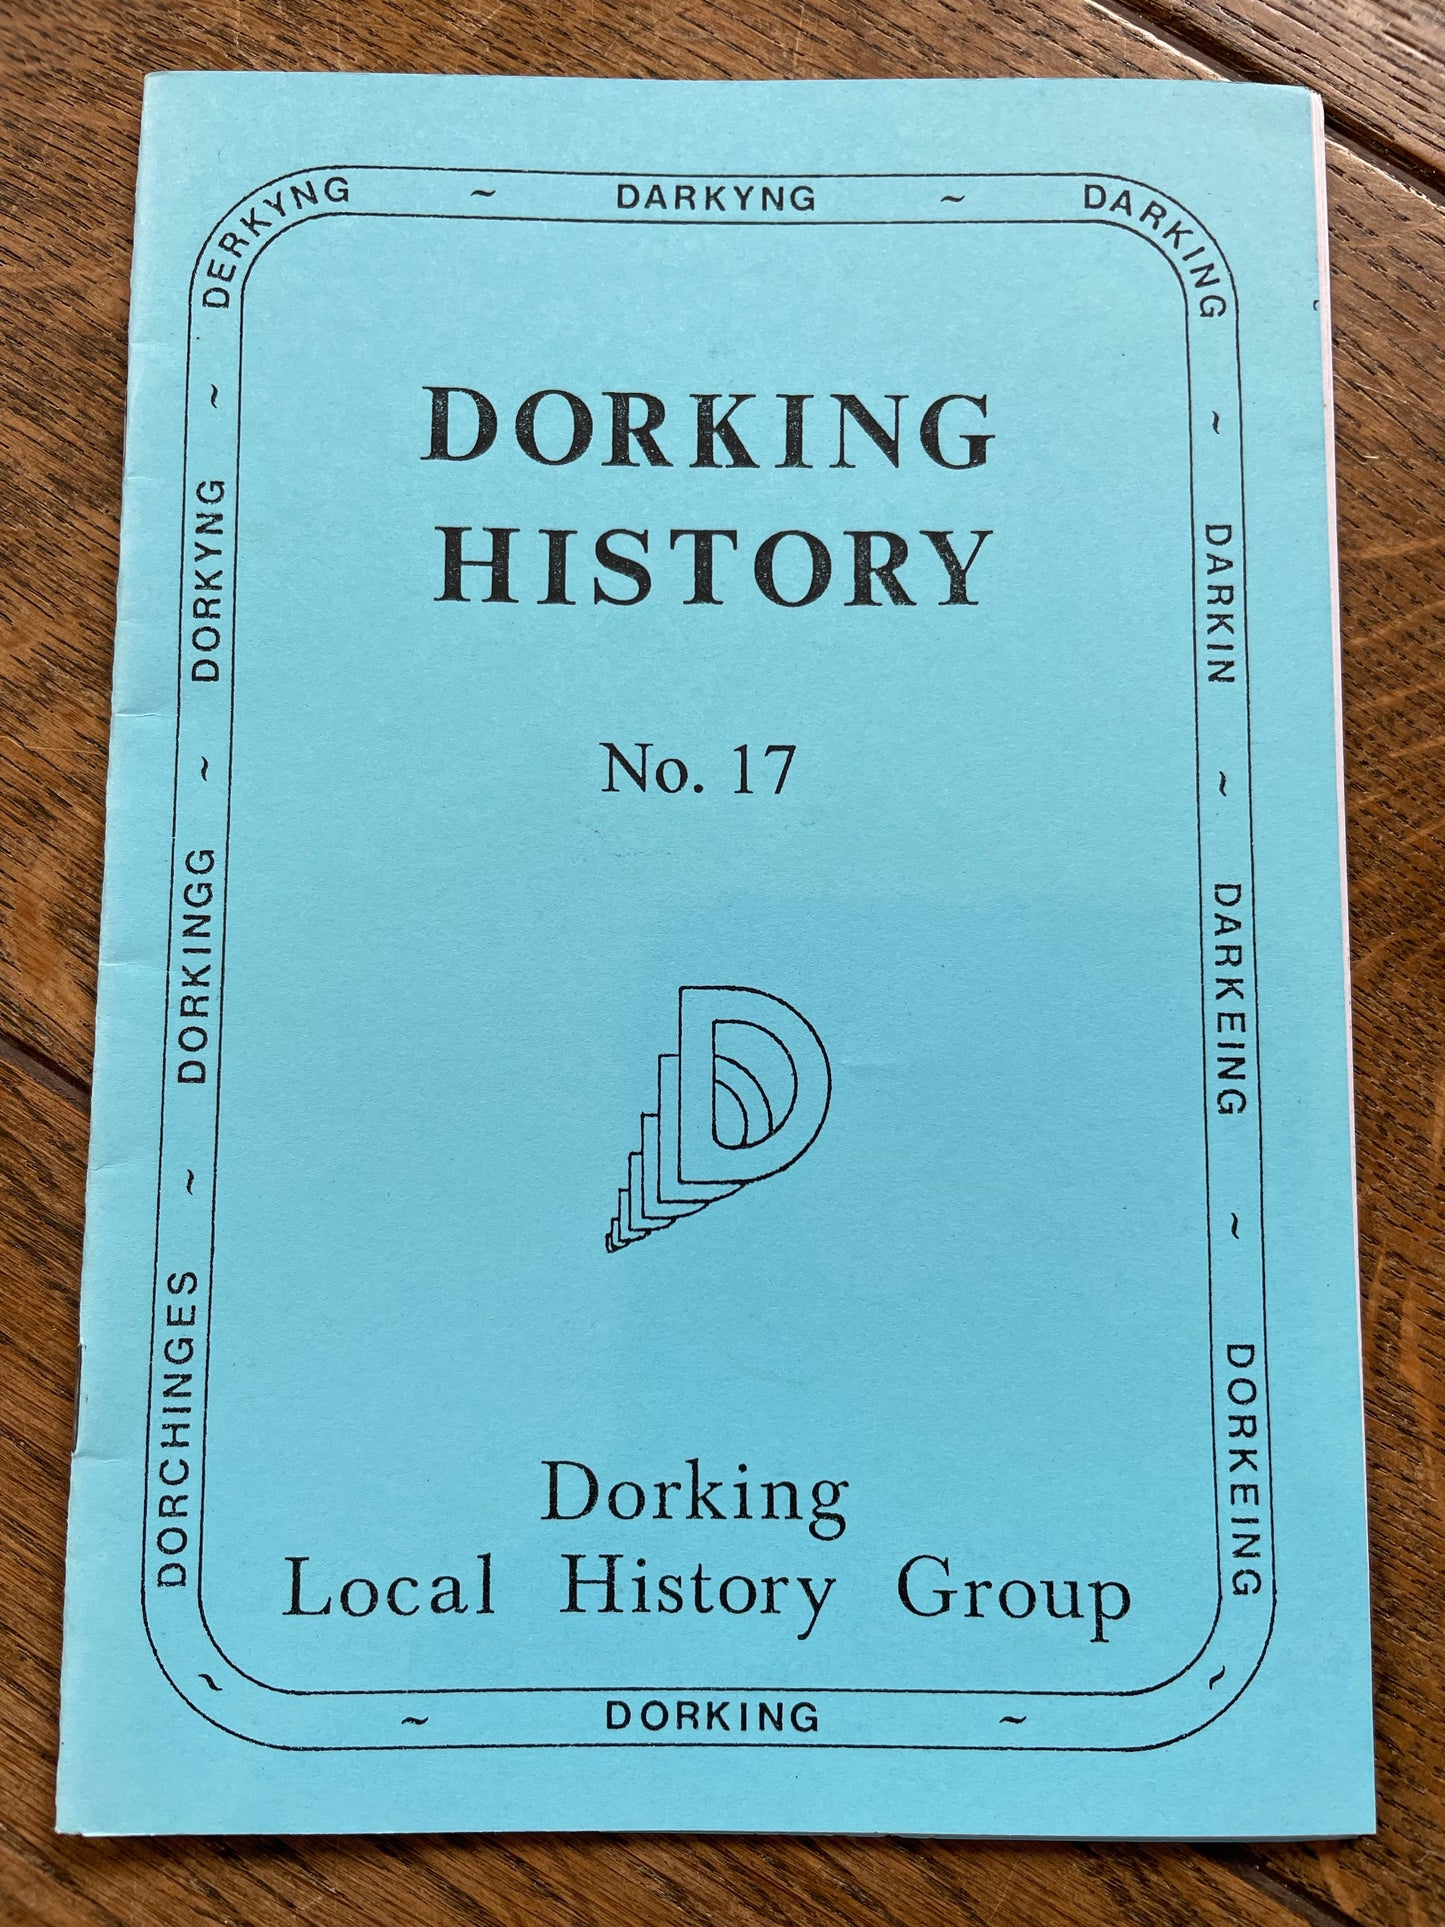 DORCHINGES ~ DORKINGG ~ DORKYNG ~ DERKYNG ~ DARKYNG ~ DARKING ~ DARKIN ~ DARKEING ~ DORKEING ~
DORKING
HISTORY
No. 17
D
Dorking
Local History Group
~ DORKING ~